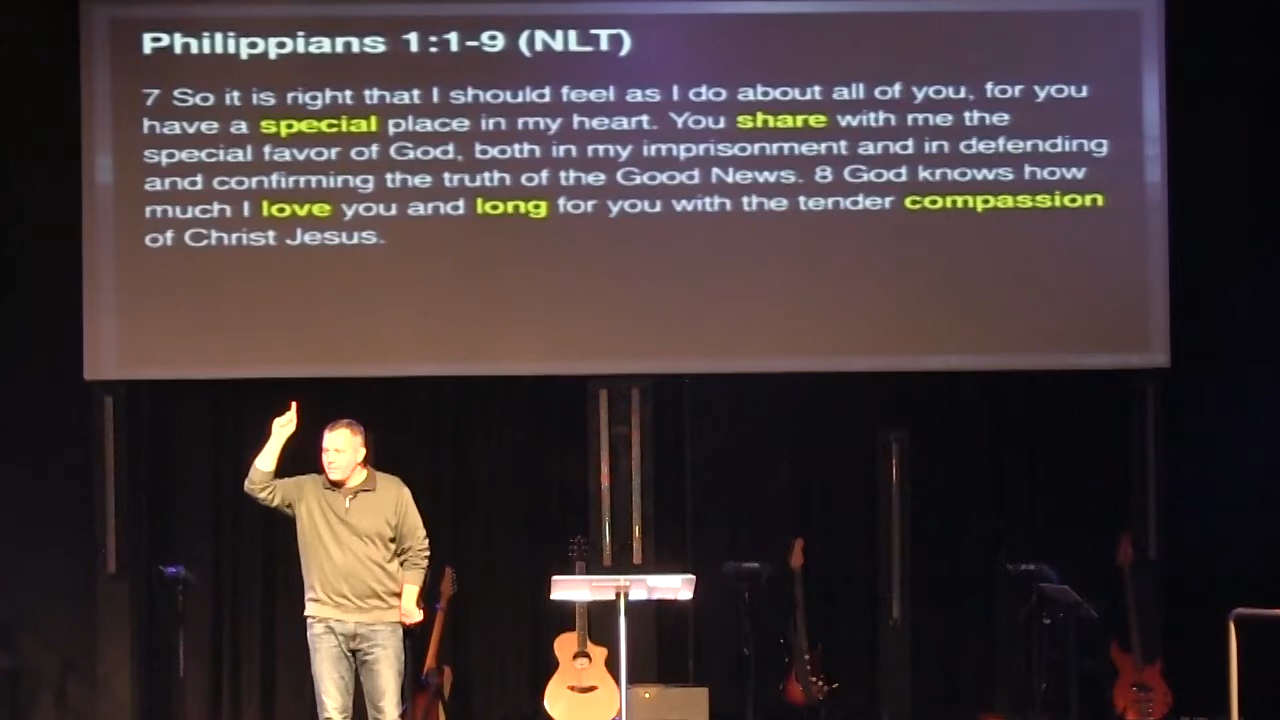 Philippians 1:1-9 (NLT)
7 So it is right that I should feel as I do about all of you, for you
have a special place in my heart. You share with me the
special favor of God, both in my imprisonment and in defending
and confirming the truth of the Good News. 8 God knows how
much I love you and long for you with the tender compassion
of Christ Jesus.